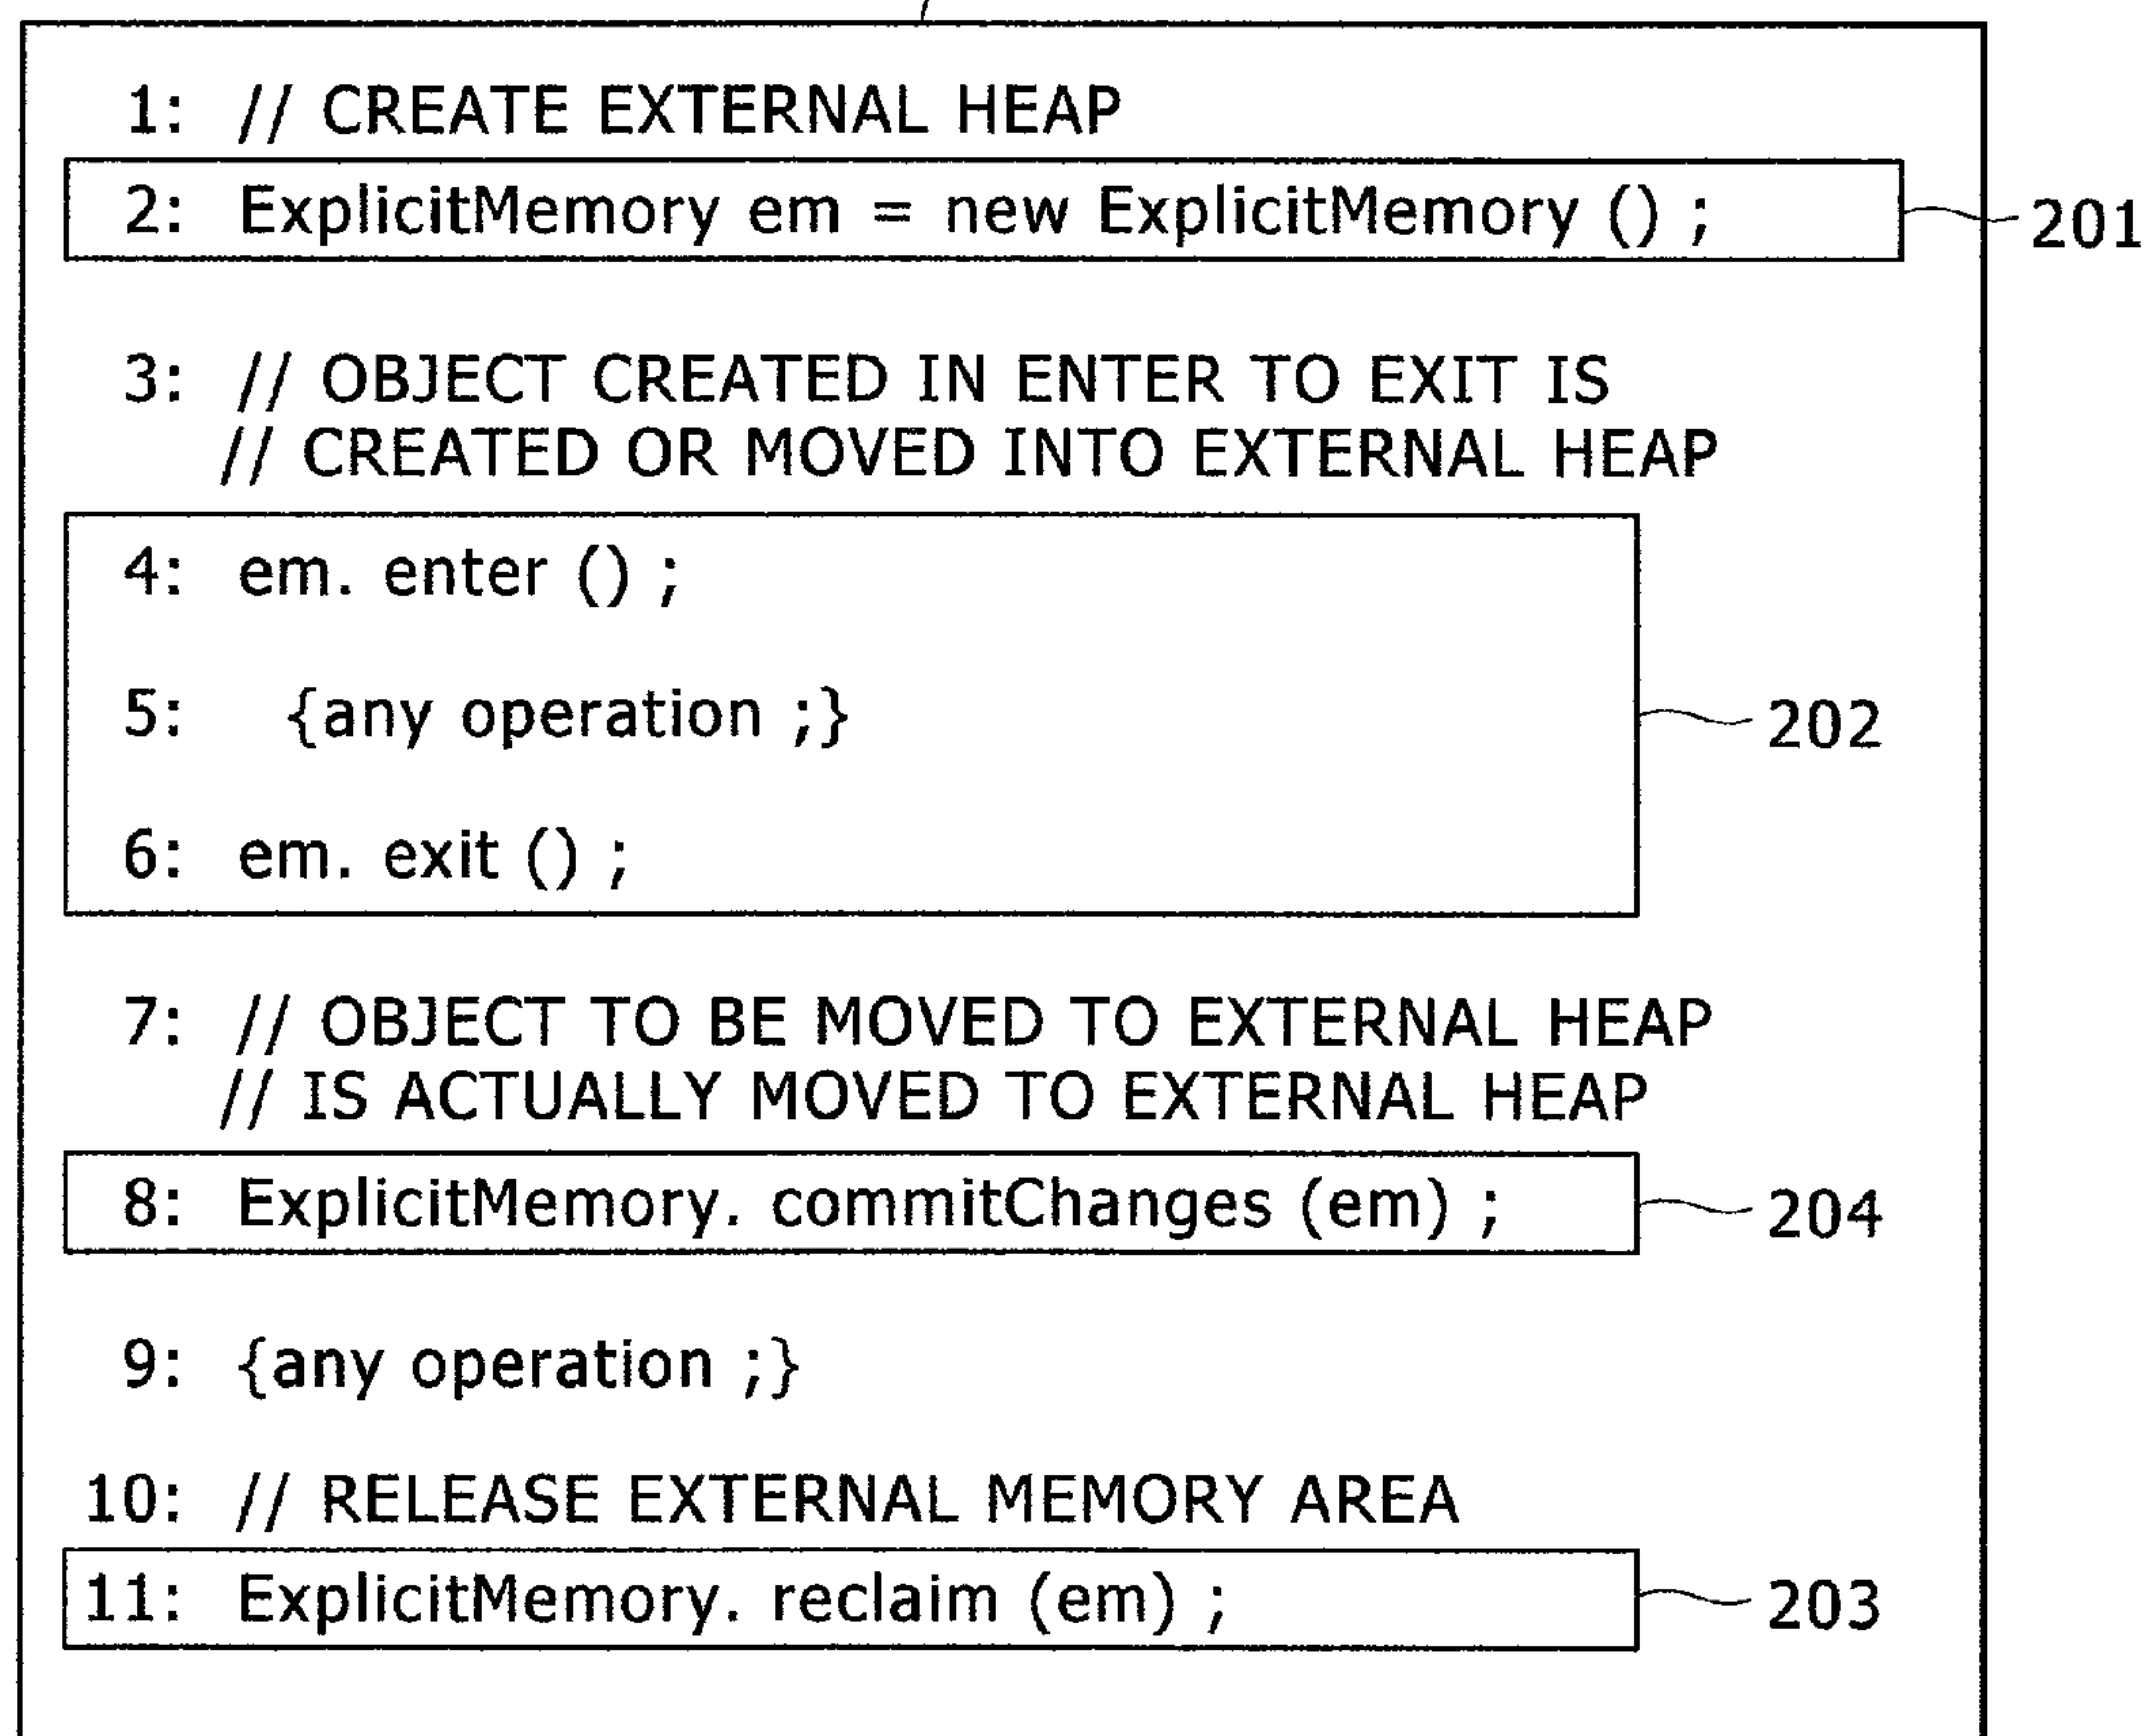 1: // CREATE EXTERNAL HEAP
2: ExplicitMemory em = new ExplicitMemory () ; 201
3: // OBJECT CREATED IN ENTER TO EXIT IS
// CREATED OR MOVED INTO EXTERNAL HEAP
4: em. enter () ;
5: {any operation ;} 202
6: em. exit () ;
7: // OBJECT TO BE MOVED TO EXTERNAL HEAP
// IS ACTUALLY MOVED TO EXTERNAL HEAP
8: ExplicitMemory. commitChanges (em) ; 204
9: {any operation ;}
10: // RELEASE EXTERNAL MEMORY AREA
11: ExplicitMemory. reclaim (em) ; 203